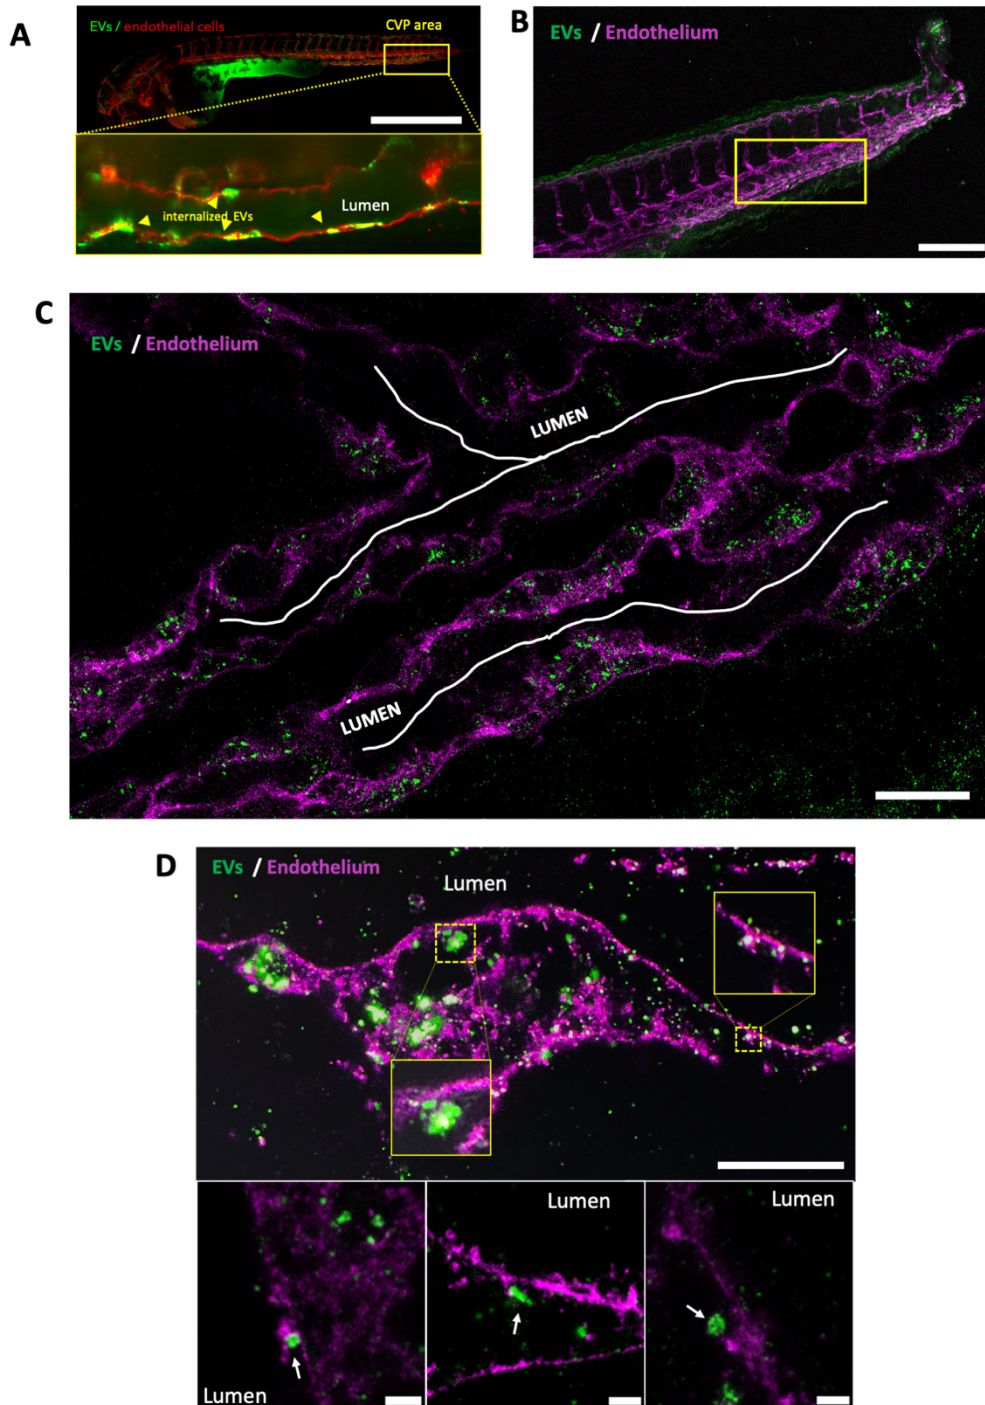 A
EVs / endothelial cells
CVP area
Lumen
internalized EVs
B
EVs / Endothelium
C
EVs / Endothelium
LUMEN
LUMEN
D
EVs / Endothelium
Lumen
Lumen
Lumen
Lumen